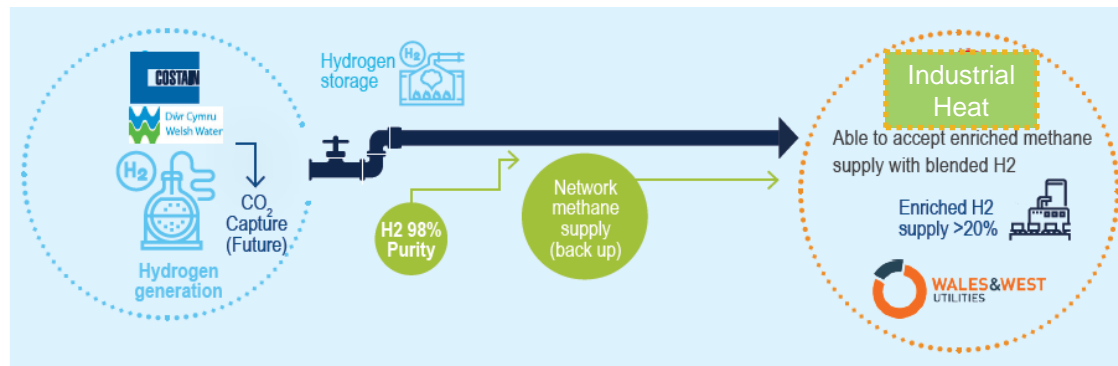 COSTAIN
Dŵr Cymru
Welsh Water
H2
CO2
Capture
(Future)
Hydrogen
generation
Hydrogen
storage
H2
H2 98%
Purity
Network
methane
supply
(back up)
Industrial
Heat
Able to accept enriched methane
supply with blended H2
Enriched H2
supply >20%
WALES&WEST
UTILITIES